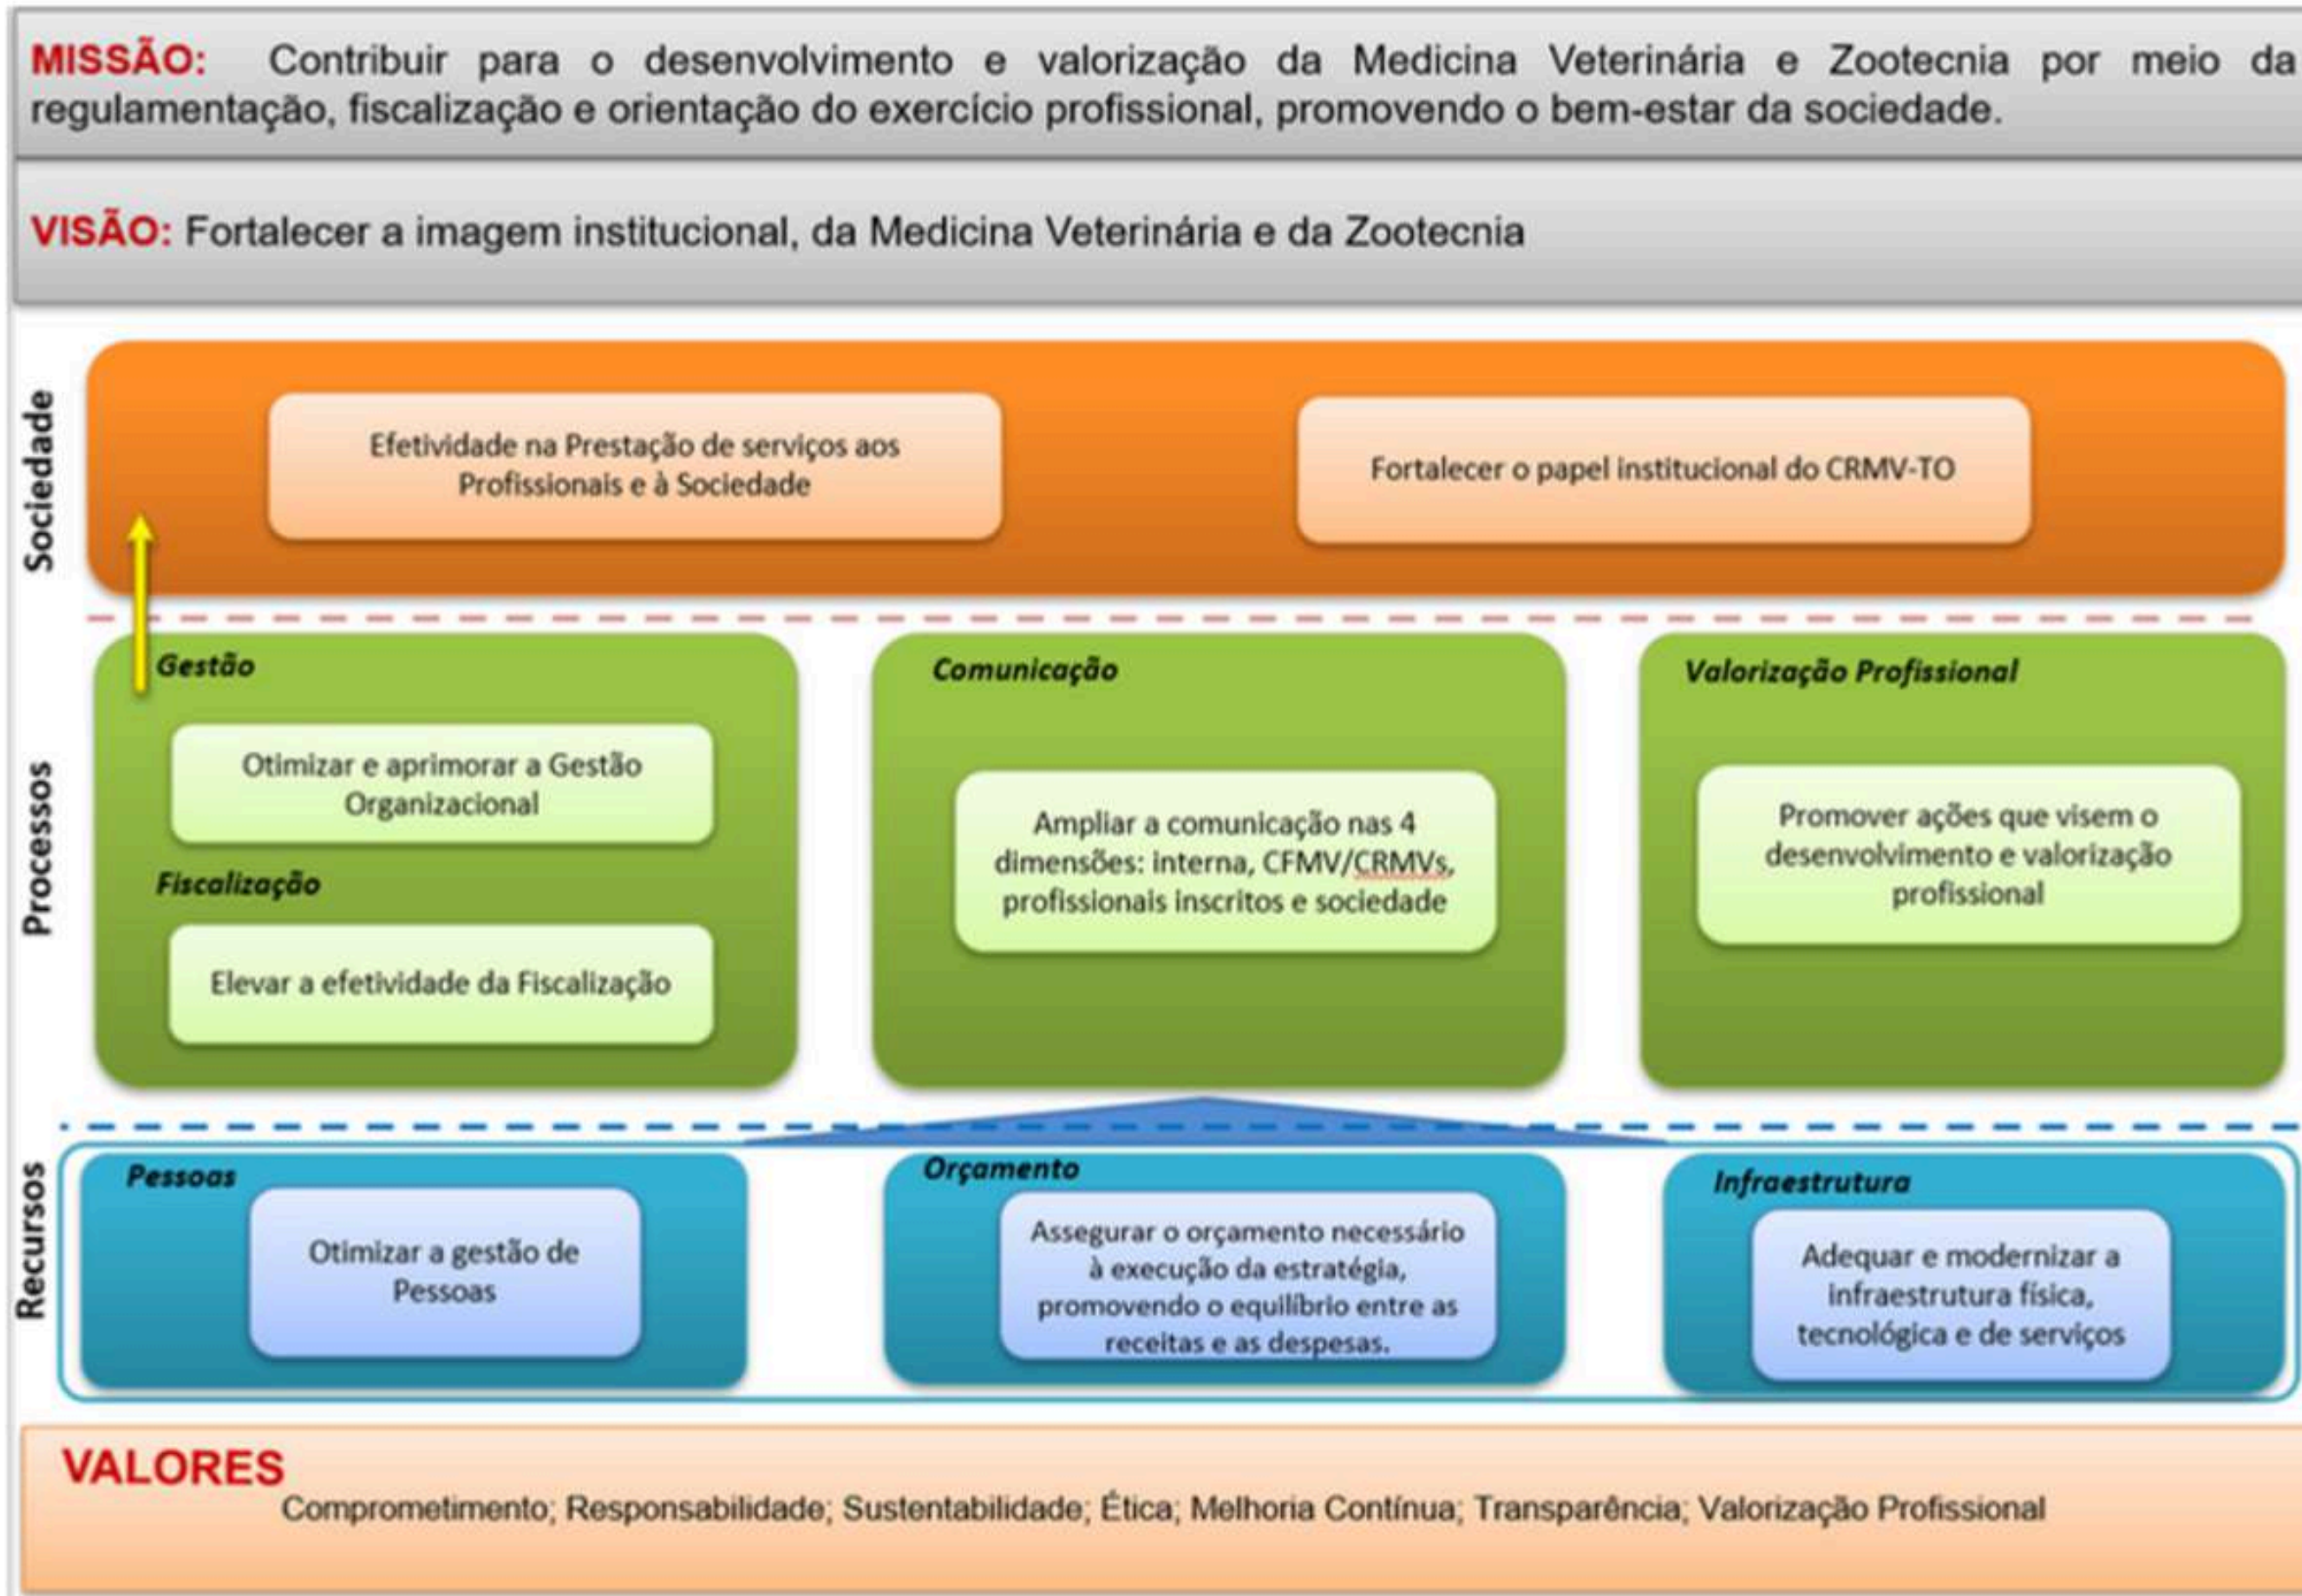 MISSÃO: Contribuir para o desenvolvimento e valorização da Medicina Veterinária e Zootecnia por meio da
regulamentação, fiscalização e orientação do exercício profissional, promovendo o bem-estar da sociedade.
VISÃO: Fortalecer a imagem institucional, da Medicina Veterinária e da Zootecnia
Sociedade
Efetividade na Prestação de serviços aos
Profissionais e à Sociedade
Fortalecer o papel institucional do CRMV-TO
Processos
Gestão
Otimizar e aprimorar a Gestão
Organizacional
Fiscalização
Elevar a efetividade da Fiscalização
Comunicação
Ampliar a comunicação nas 4
dimensões: interna, CFMV/CRMVs,
profissionais inscritos e sociedade
Valorização Profissional
Promover ações que visem o
desenvolvimento e valorização
profissional
Recursos
Pessoas
Otimizar a gestão de
Pessoas
Orçamento
Assegurar o orçamento necessário
à execução da estratégia,
promovendo o equilíbrio entre as
receitas e as despesas.
Infraestrutura
Adequar e modernizar a
infraestrutura física,
tecnológica e de serviços
VALORES
Comprometimento; Responsabilidade; Sustentabilidade; Ética; Melhoria Contínua; Transparência; Valorização Profissional